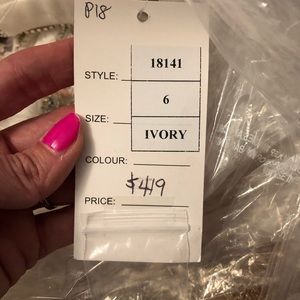 P18
18141
STYLE:
6
SIZE:
IVORY
COLOUR:
$419
PRICE: